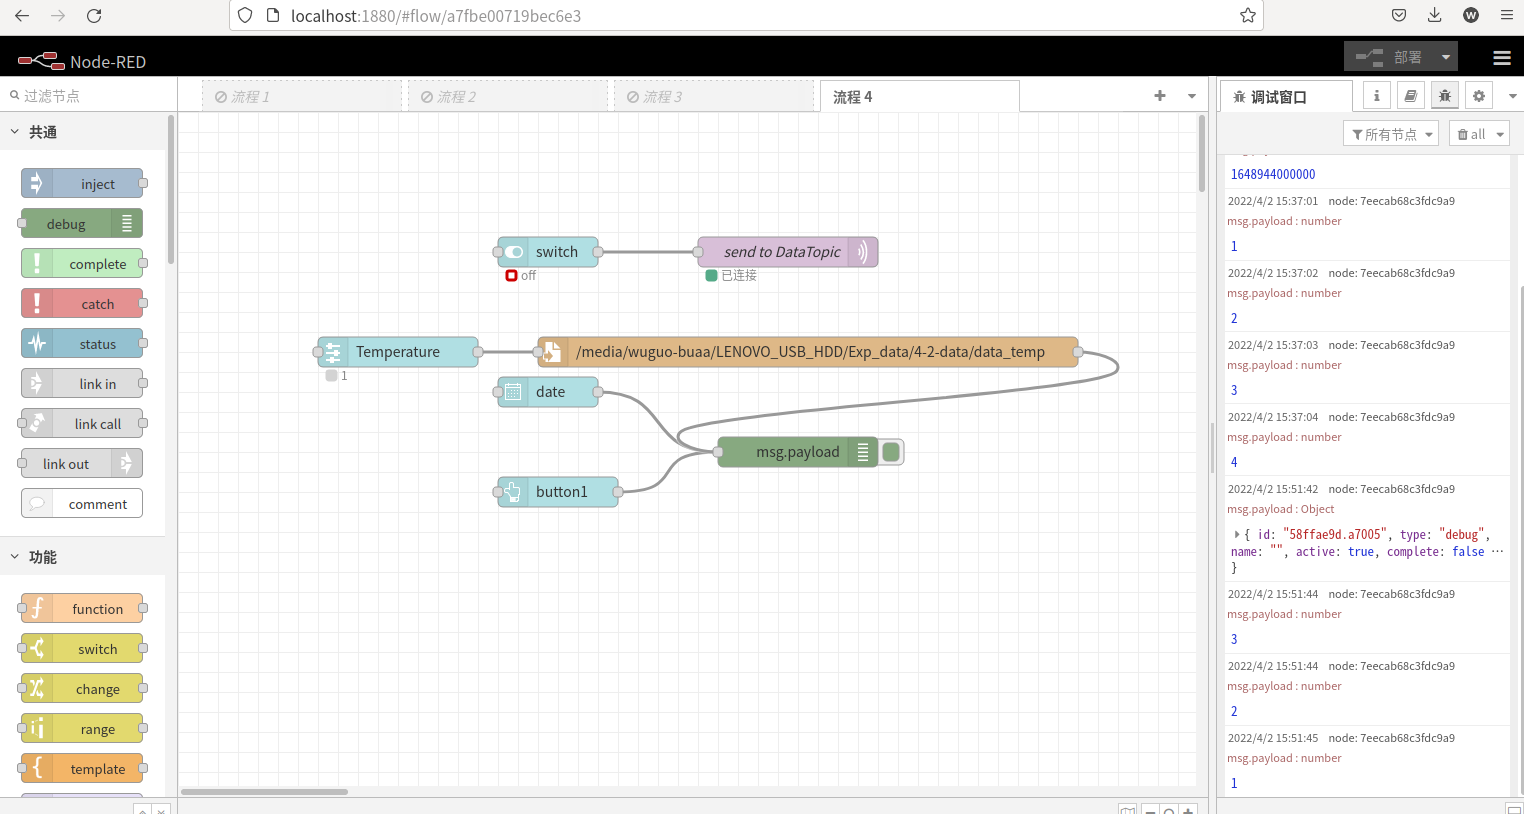 localhost:1880/#flow/a7fbe00719bec6e3
W
Node-RED
部署
过滤节点
流程 1
流程 2
流程 3
流程 4
调试窗口
所有节点
all
共通
inject
debug
complete
catch
status
link in
link call
link out
comment
功能
function
switch
change
range
template
switch
off
send to DataTopic
已连接
Temperature
1
/media/wuguo-buaa/LENOVO_USB_HDD/Exp_data/4-2-data/data_temp
date
msg.payload
button1
1648944000000
2022/4/2 15:37:01 node: 7eecab68c3fdc9a9
msg.payload : number
1
2022/4/2 15:37:02 node: 7eecab68c3fdc9a9
msg.payload : number
2
2022/4/2 15:37:03 node: 7eecab68c3fdc9a9
msg.payload : number
3
2022/4/2 15:37:04 node: 7eecab68c3fdc9a9
msg.payload : number
4
2022/4/2 15:51:42 node: 7eecab68c3fdc9a9
msg.payload : Object
{ id: "58ffae9d.a7005", type: "debug",
name: "", active: true, complete: false ⋯
}
2022/4/2 15:51:44 node: 7eecab68c3fdc9a9
msg.payload : number
3
2022/4/2 15:51:44 node: 7eecab68c3fdc9a9
msg.payload : number
2
2022/4/2 15:51:45 node: 7eecab68c3fdc9a9
msg.payload : number
1